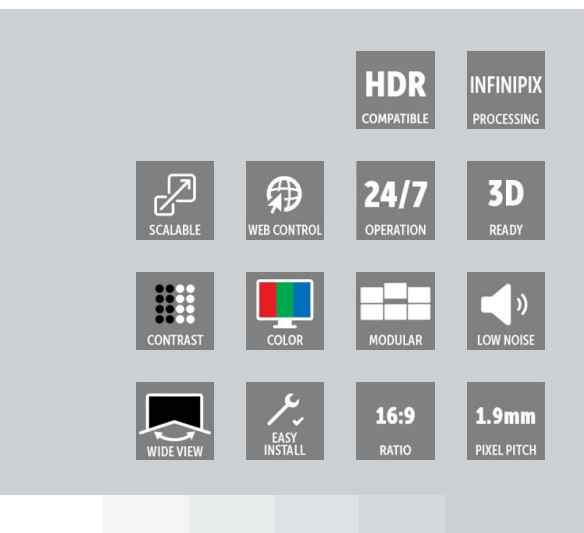 HDR
COMPATIBLE
INFINIPIX
PROCESSING
SCALABLE
WEB CONTROL
24/7
OPERATION
3D
READY
CONTRAST
COLOR
MODULAR
LOW NOISE
WIDE VIEW
EASY
INSTALL
16:9
RATIO
1.9mm
PIXEL PITCH